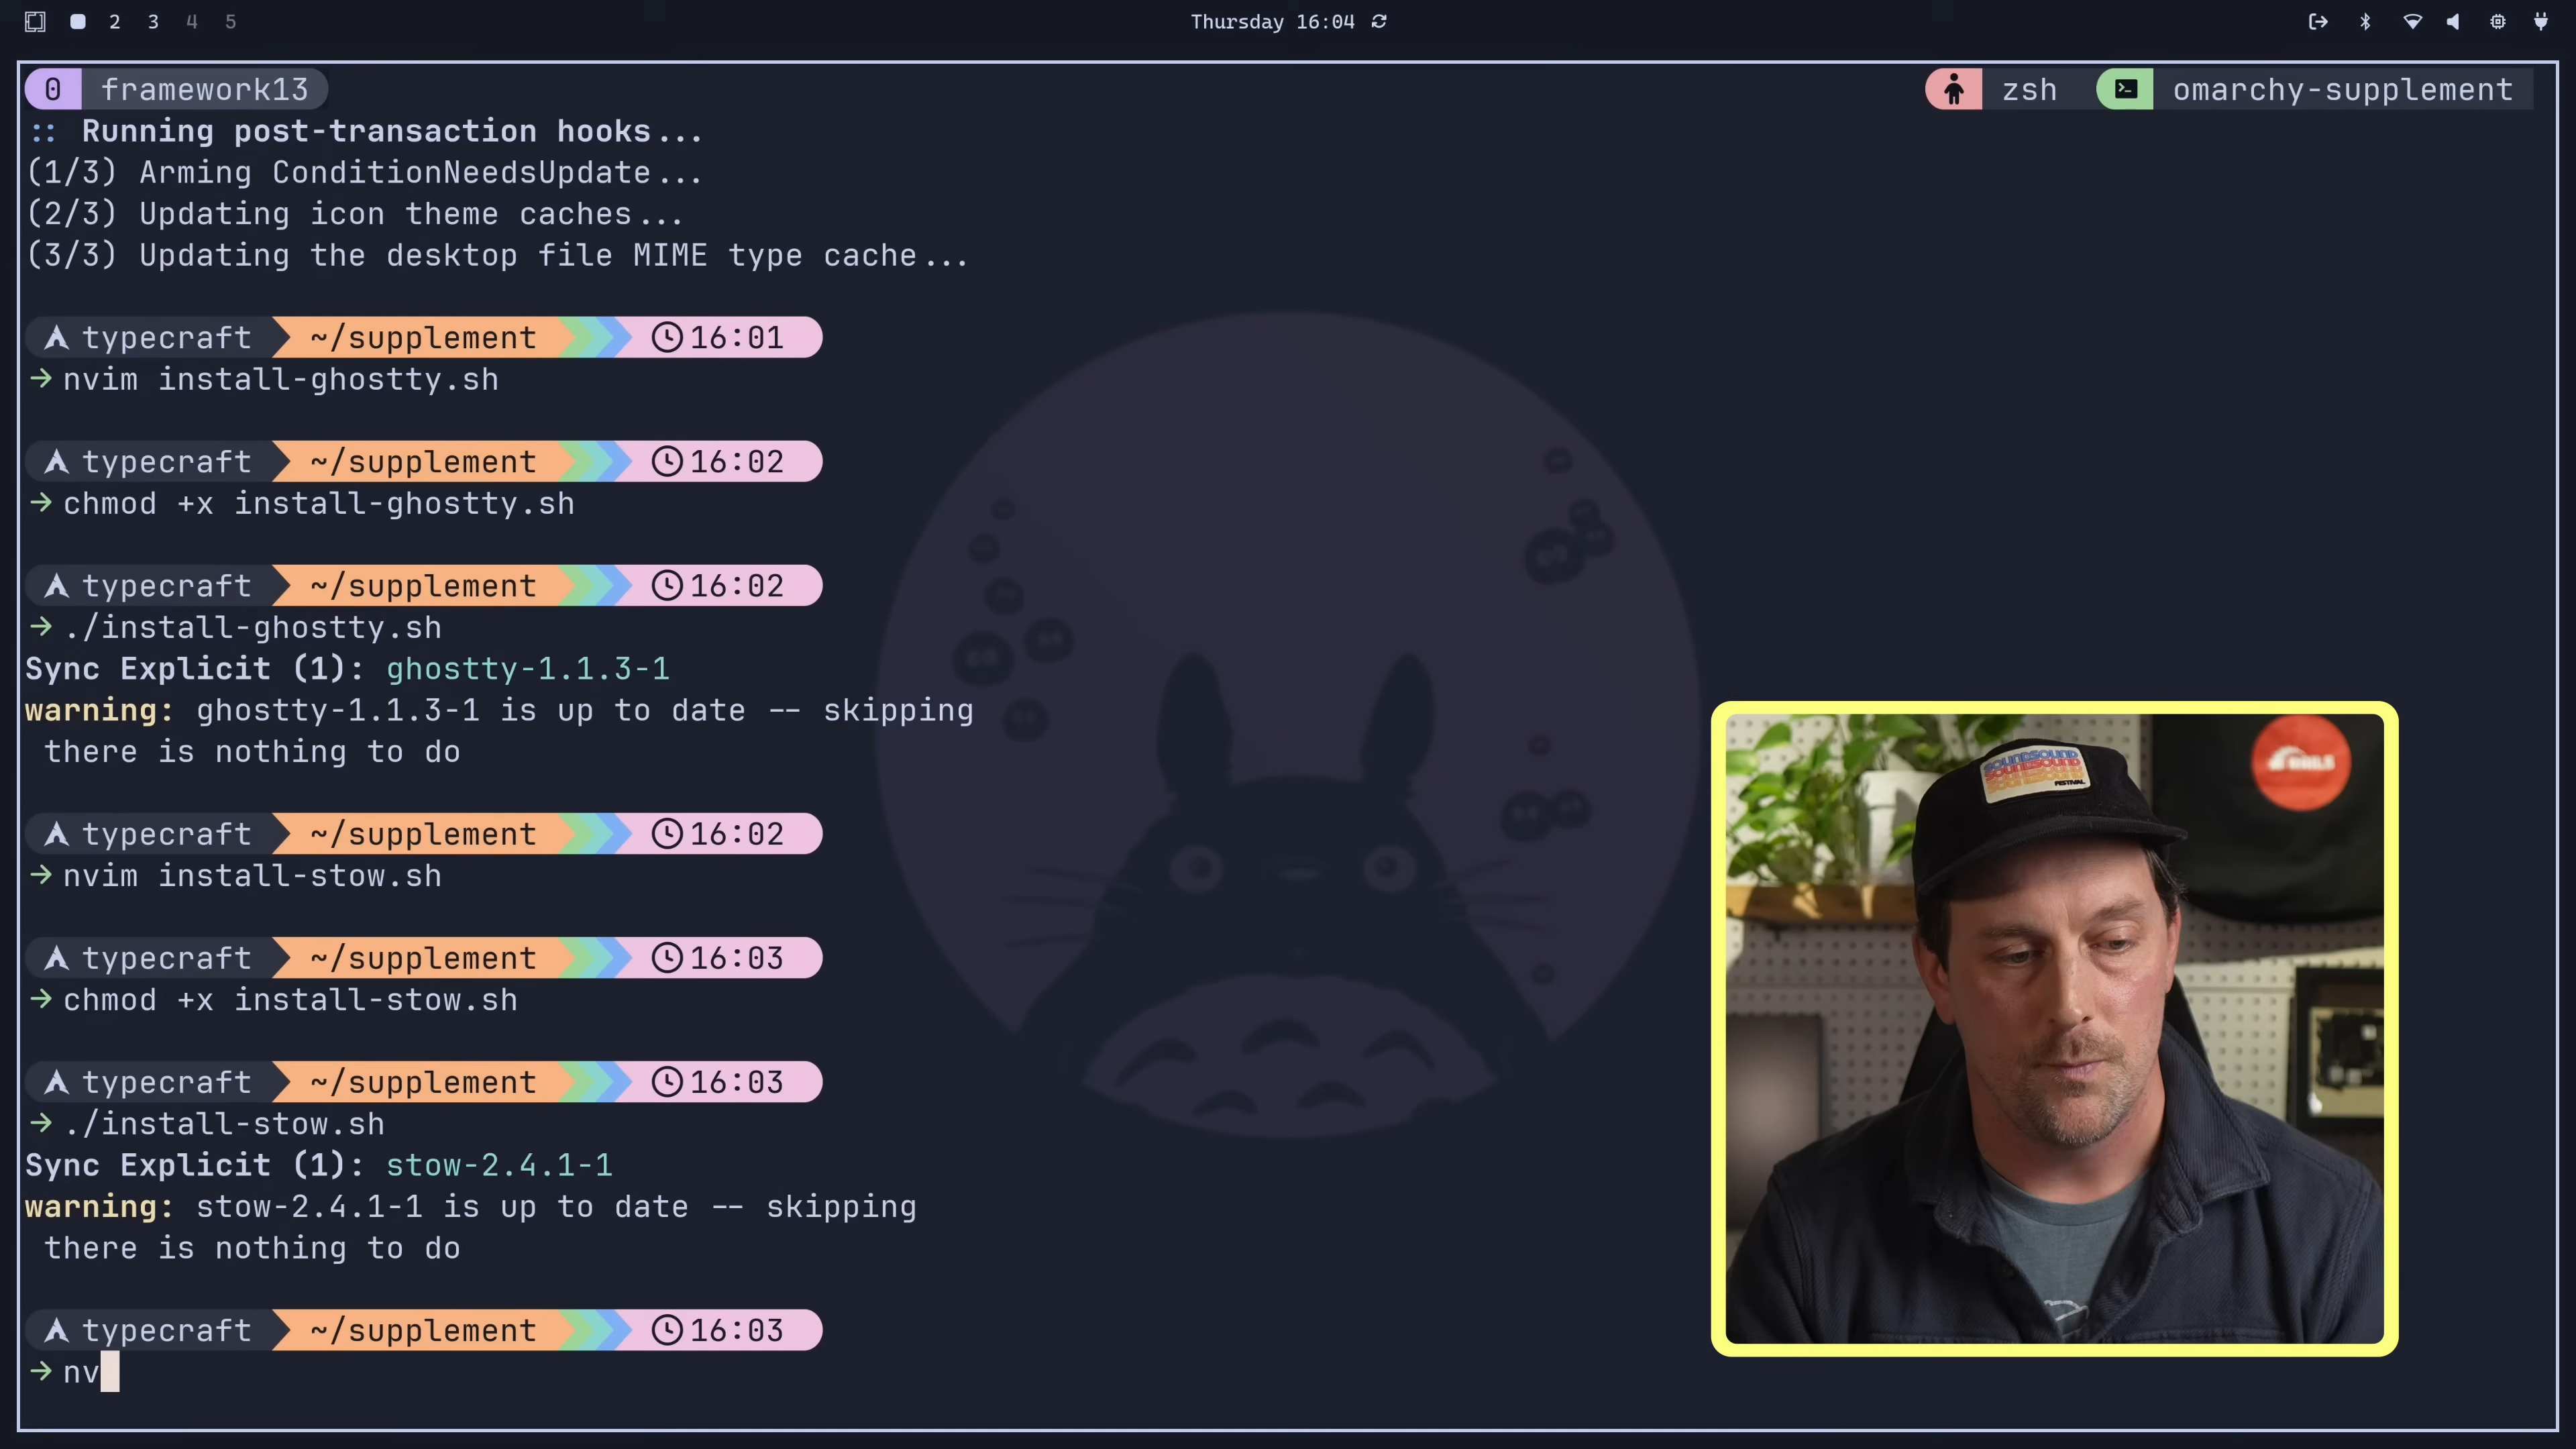 2 3 4 5
Thursday 16:04
0 framework13
zsh omarchy-supplement
:: Running post-transaction hooks...
(1/3) Arming ConditionNeedsUpdate...
(2/3) Updating icon theme caches...
(3/3) Updating the desktop file MIME type cache...
typecraft ~/supplement 16:01
→ nvim install-ghostty.sh
typecraft ~/supplement 16:02
→ chmod +x install-ghostty.sh
typecraft ~/supplement 16:02
→ ./install-ghostty.sh
Sync Explicit (1): ghostty-1.1.3-1
warning: ghostty-1.1.3-1 is up to date -- skipping
there is nothing to do
typecraft ~/supplement 16:02
→ nvim install-stow.sh
typecraft ~/supplement 16:03
→ chmod +x install-stow.sh
typecraft ~/supplement 16:03
→ ./install-stow.sh
Sync Explicit (1): stow-2.4.1-1
warning: stow-2.4.1-1 is up to date -- skipping
there is nothing to do
typecraft ~/supplement 16:03
→ nv
SOUNDSOUND
SOUNDSOUND
SOUNDSOUND
FESTIVAL
RAILS